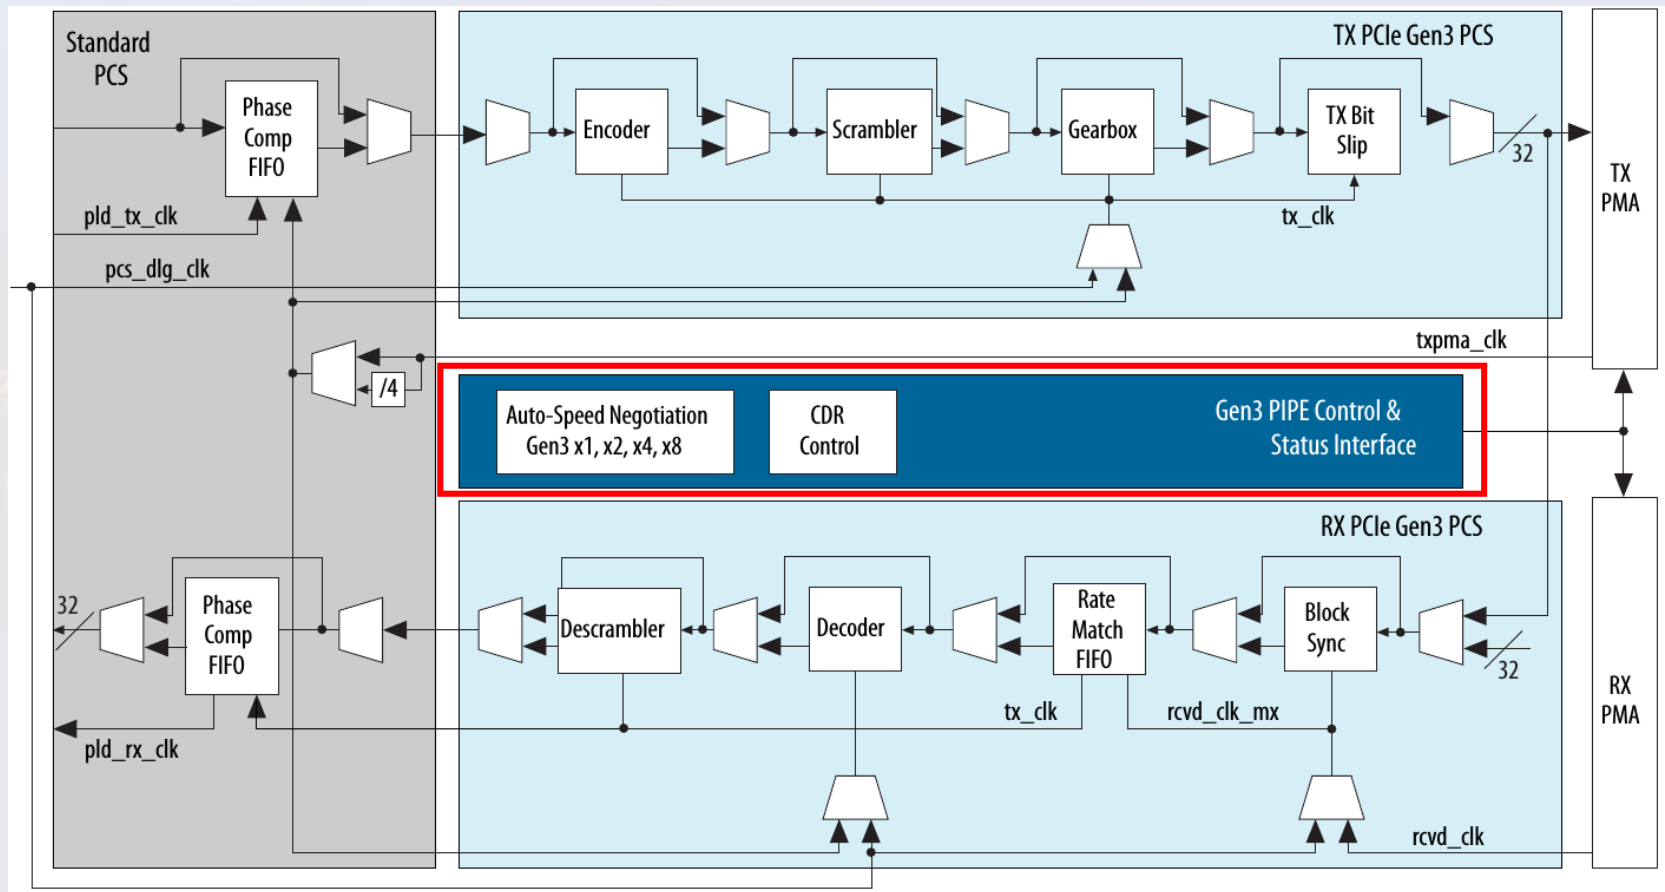 Standard
PCS
TX PCIe Gen3 PCS
Phase
Comp
FIFO
Encoder
Scrambler
Gearbox
TX Bit
Slip
32
TX
PMA
pld_tx_clk
tx_clk
pcs_dlg_clk
txpma_clk
/4
Auto-Speed Negotiation
Gen3 x1, x2, x4, x8
CDR
Control
Gen3 PIPE Control &
Status Interface
RX PCIe Gen3 PCS
32
Phase
Comp
FIFO
Descrambler
Decoder
Rate
Match
FIFO
Block
Sync
32
RX
PMA
tx_clk
rcvd_clk_mx
pld_rx_clk
rcvd_clk